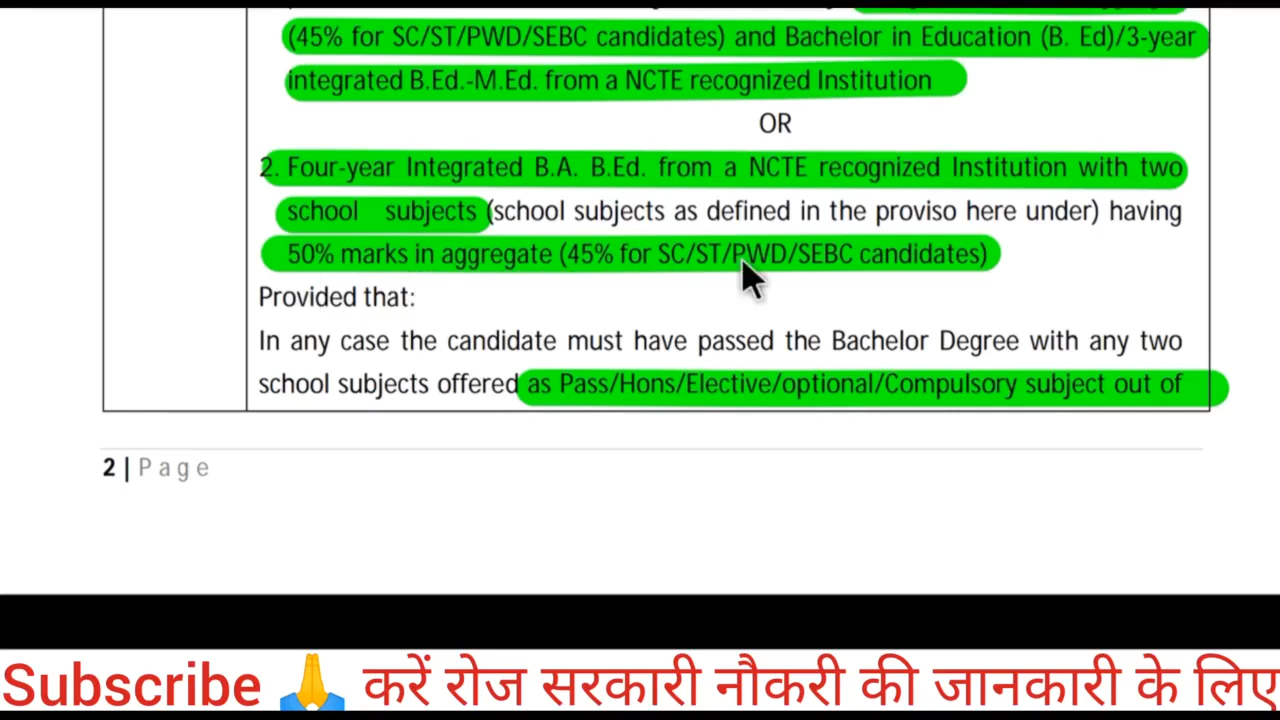 (45% for SC/ST/PWD/SEBC candidates) and Bachelor in Education (B. Ed)/3-year
integrated B.Ed.-M.Ed. from a NCTE recognized Institution
OR
2. Four-year Integrated B.A. B.Ed. from a NCTE recognized Institution with two
school subjects (school subjects as defined in the proviso here under) having
50% marks in aggregate (45% for SC/ST/PWD/SEBC candidates)
Provided that:
In any case the candidate must have passed the Bachelor Degree with any two
school subjects offered as Pass/Hons/Elective/optional/Compulsory subject out of
2 | Page
Subscribe 🙏 करें रोज सरकारी नौकरी की जानकारी के लिए